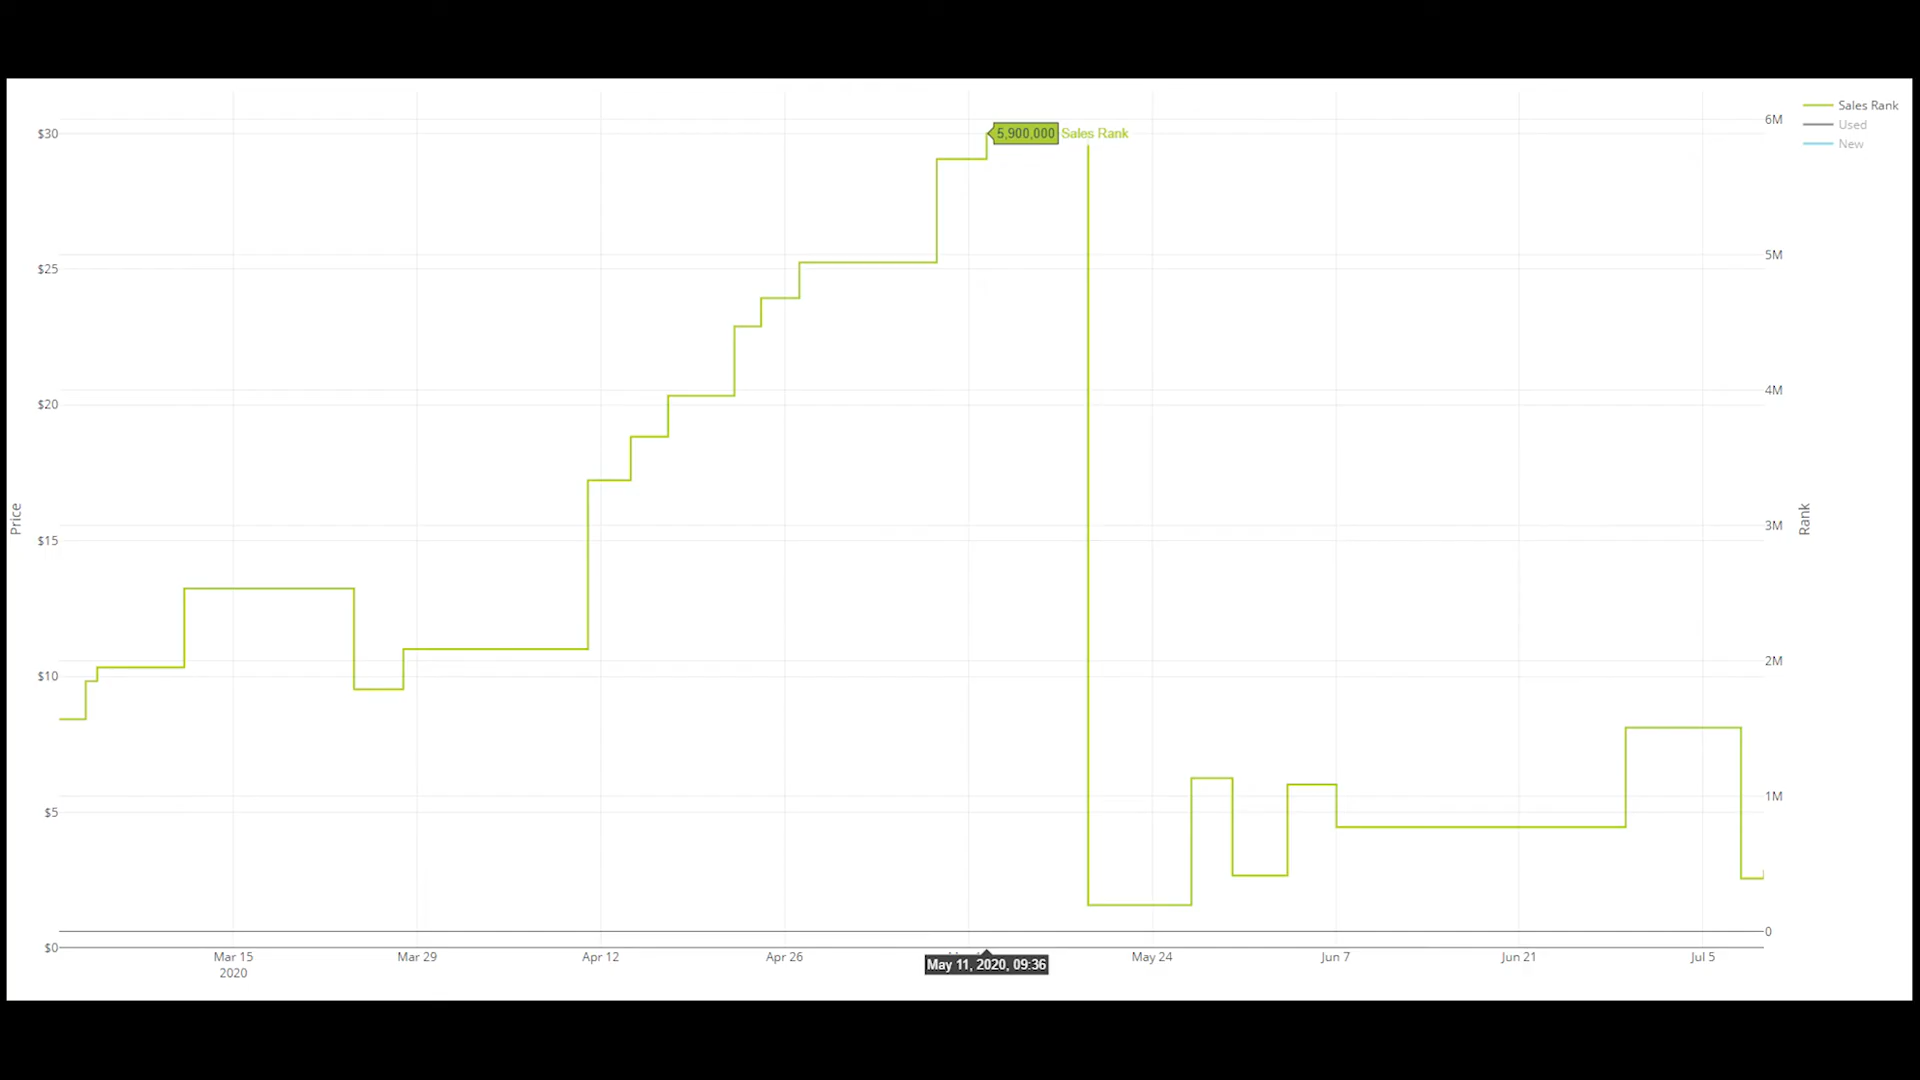 Sales Rank
Used
New
5,900,000 Sales Rank
$30
$25
$20
$15
$10
$5
$0
Price
6M
5M
4M
3M
2M
1M
0
Rank
Mar 15
2020
Mar 29
Apr 12
Apr 26
May 11, 2020, 09:36
May 24
Jun 7
Jun 21
Jul 5